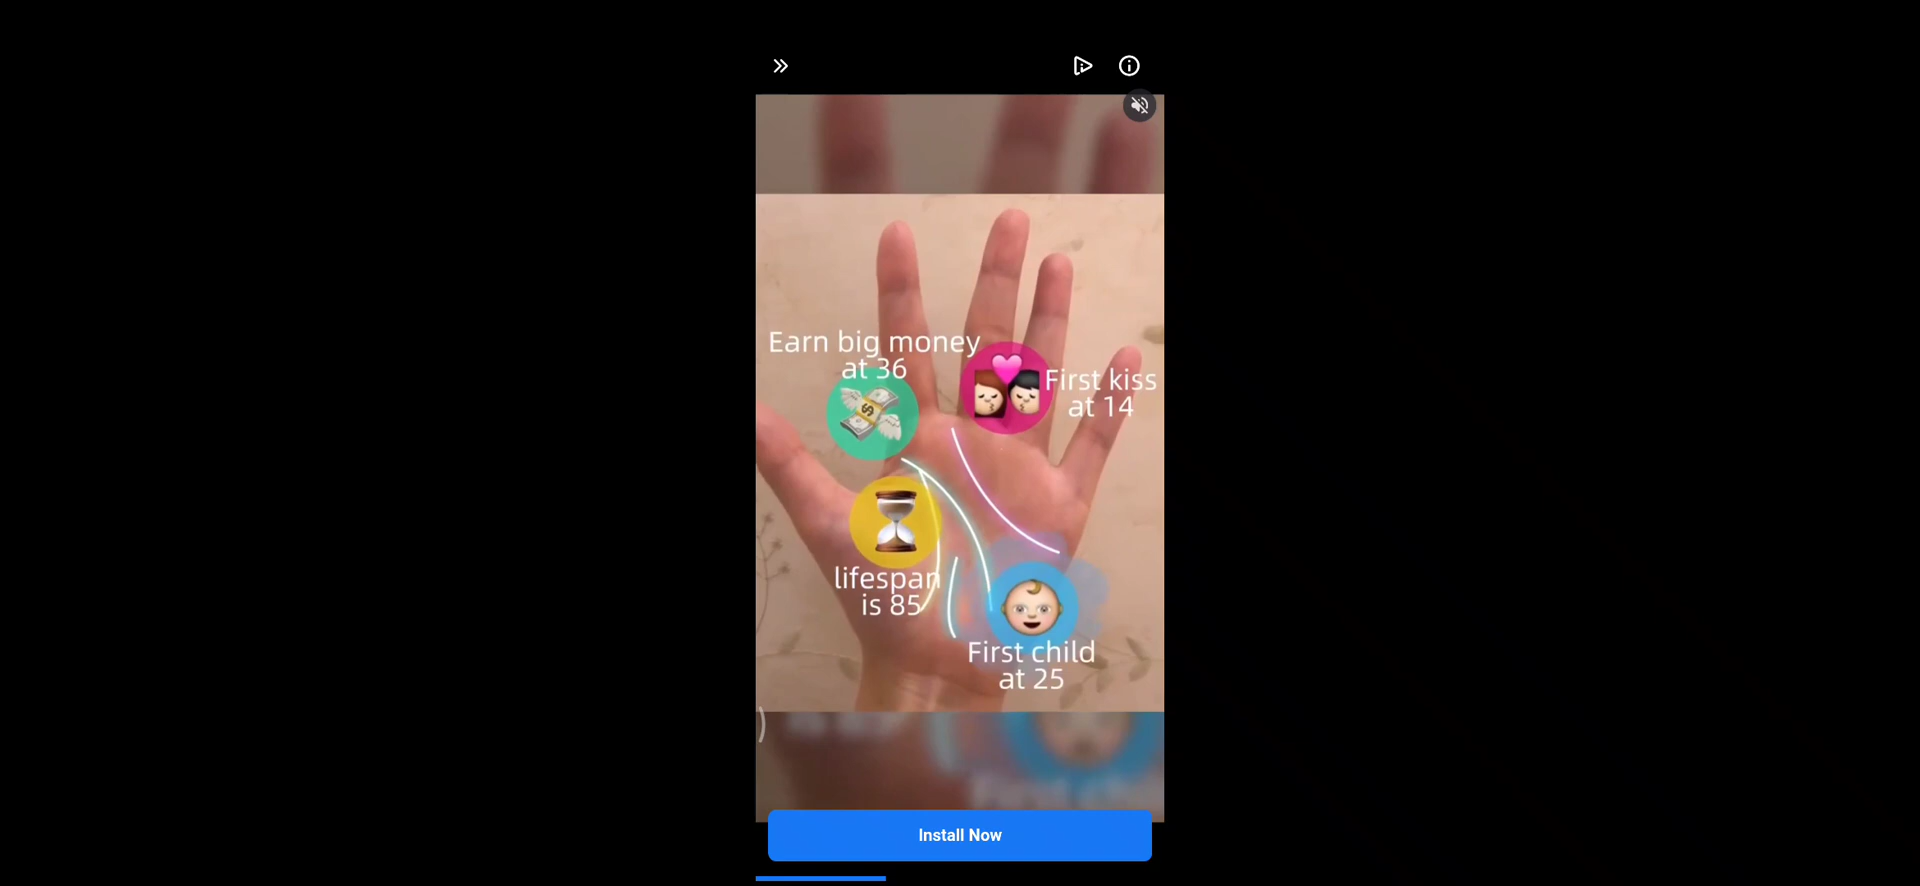 Earn big money
at 36
First kiss
at 14
lifespan
is 85
First child
at 25
Install Now